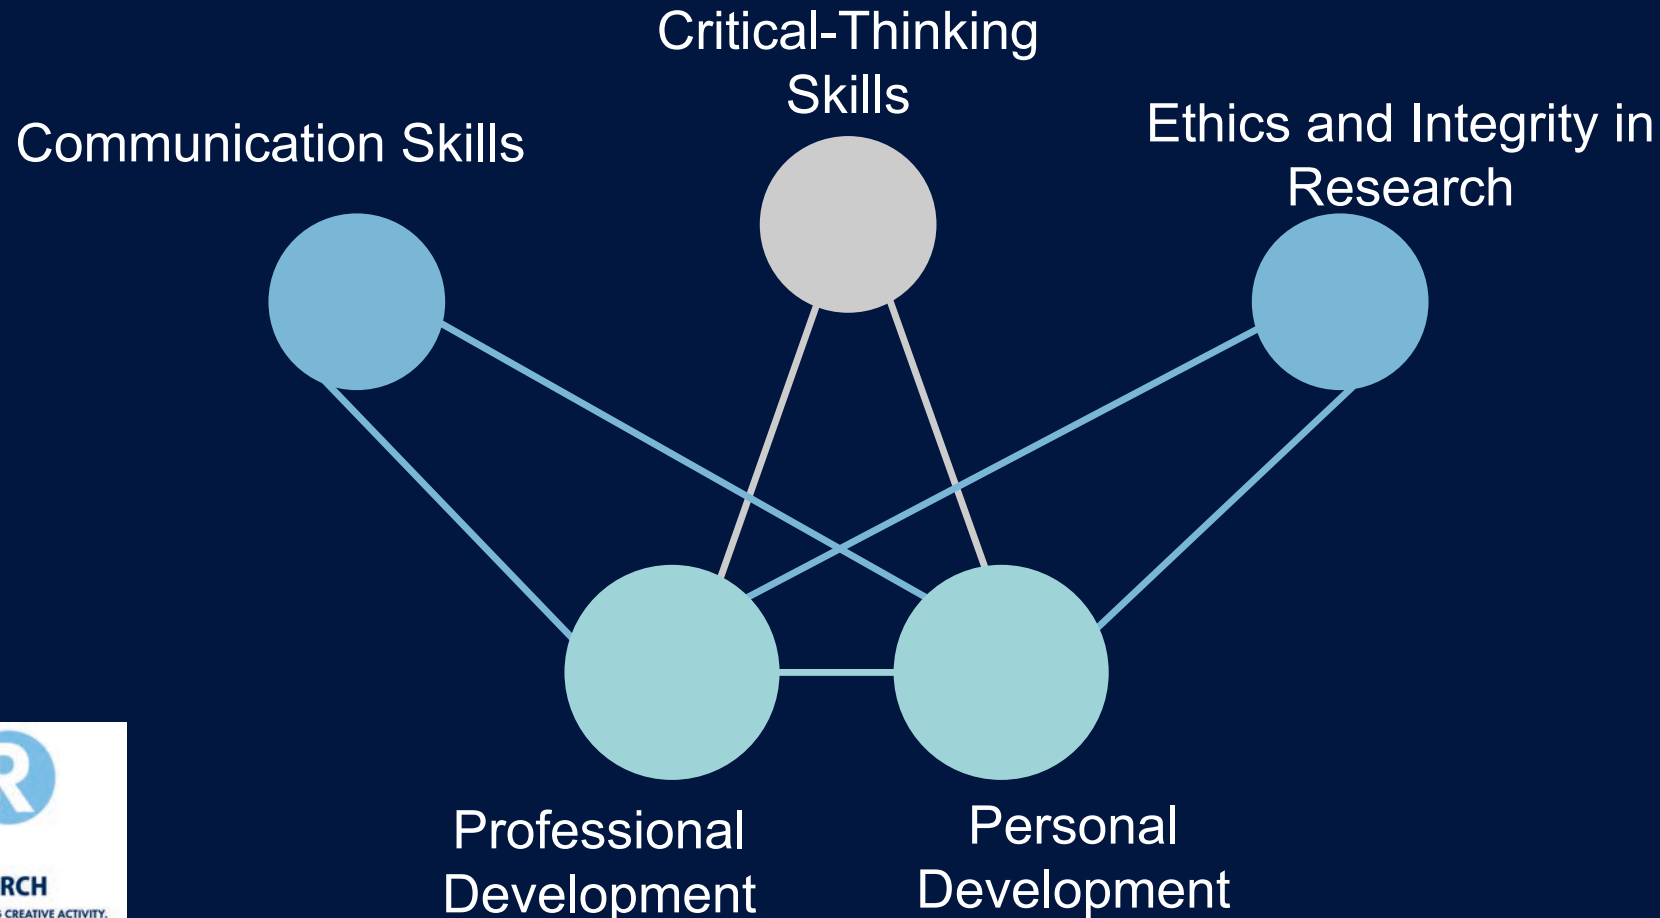 Critical-Thinking
Skills
Communication Skills
Ethics and Integrity in
Research
Professional
Development
Personal
Development
R
RCH
CREATIVE ACTIVITY.